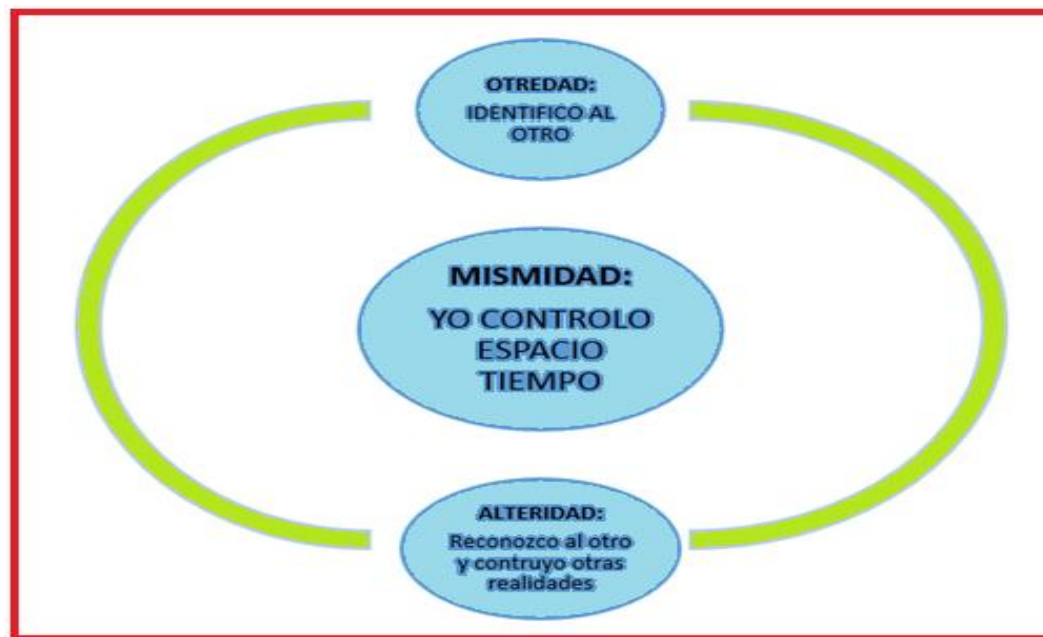 OTREDAD:
IDENTIFICO AL
OTRO
MISMIDAD:
YO CONTROLO
ESPACIO
TIEMPO
ALTERIDAD:
Reconozco al otro
y contruyo otras
realidades